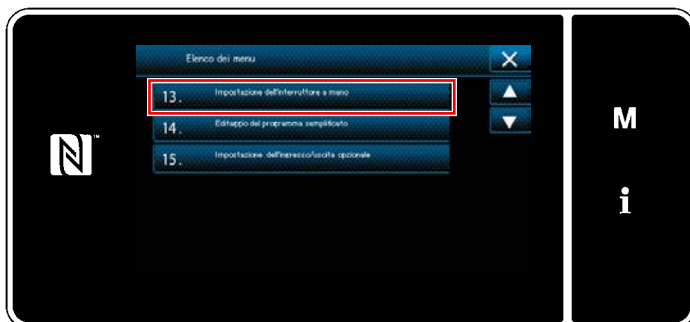 Elenco dei menu
13. Impostazione dell'interruttore a mano
14. Editaggio del programma semplificato
15. Impostazione dell'ingresso/uscita opzionale
M
i